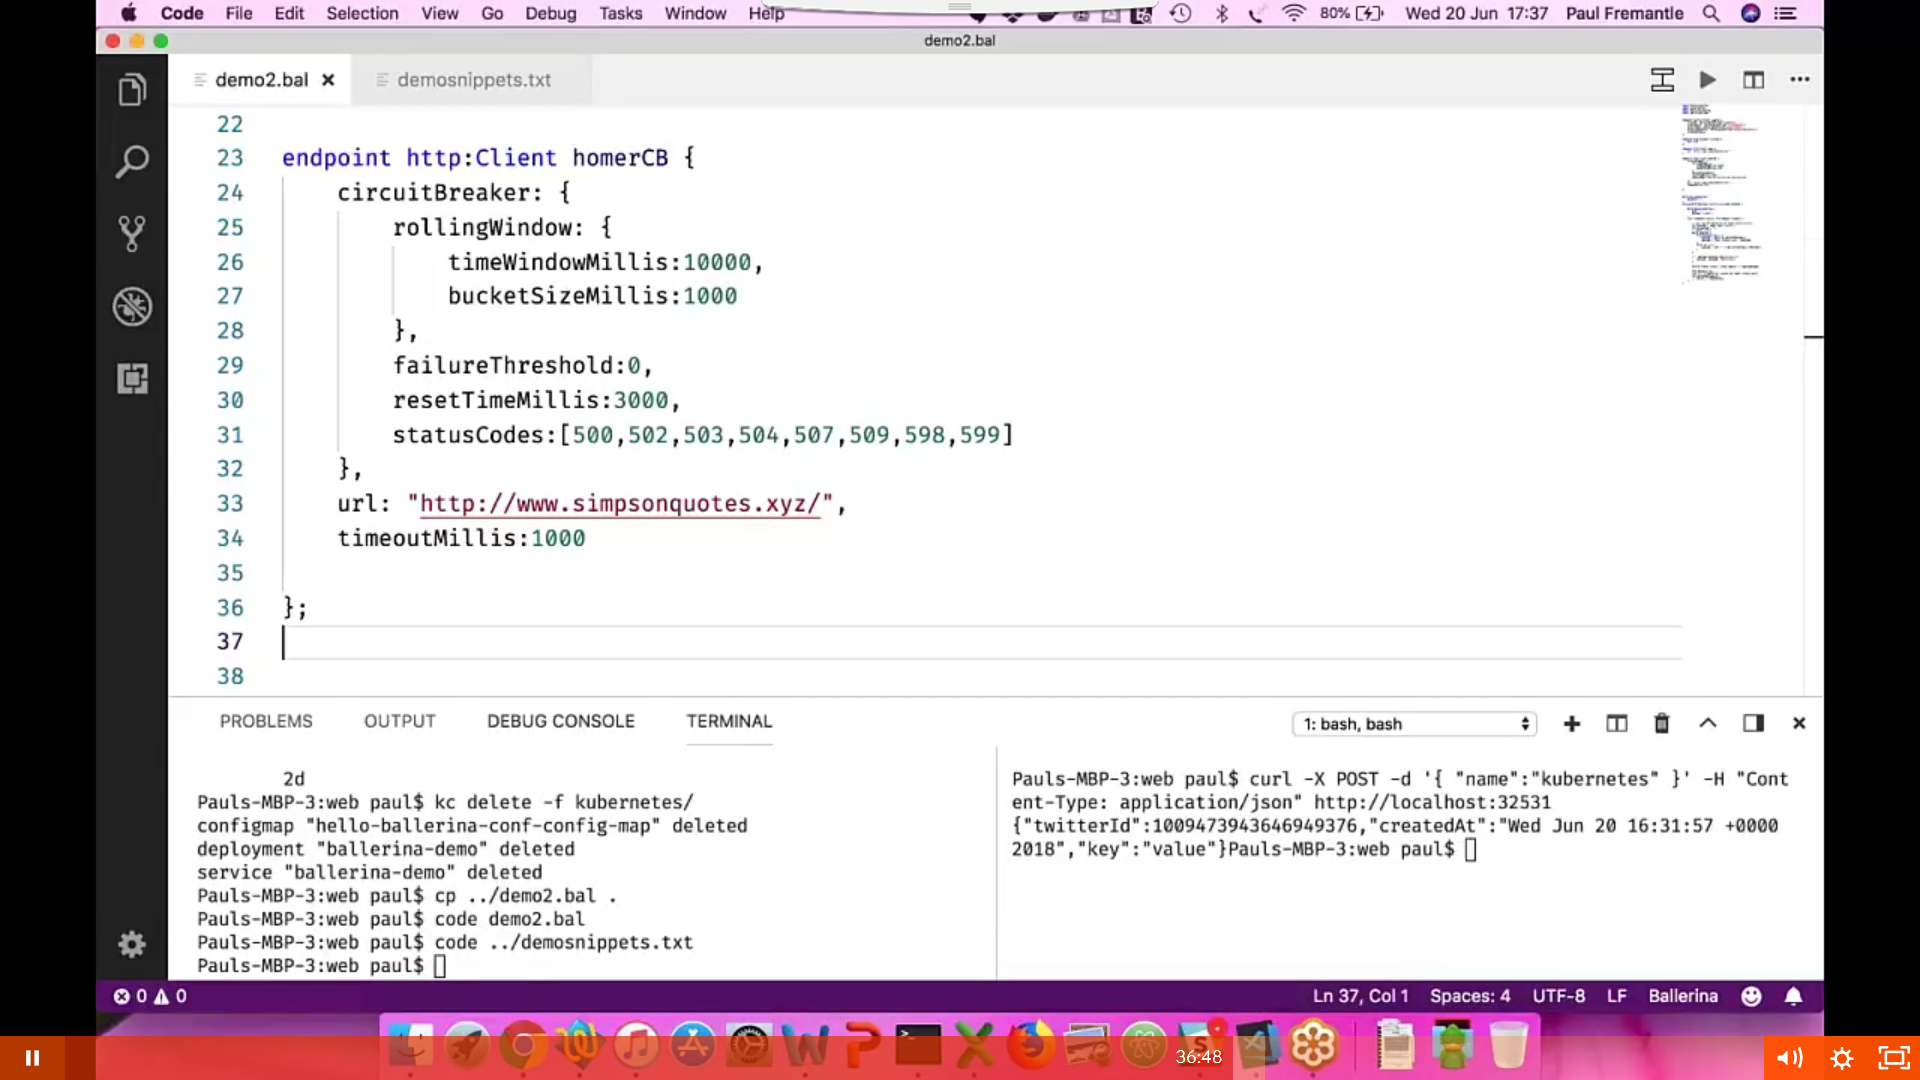 Code File Edit Selection View Go Debug Tasks Window Help 80% Wed 20 Jun 17:37 Paul Fremantle
demo2.bal
demo2.bal demosnippets.txt
22
23 endpoint http:Client homerCB {
24 circuitBreaker: {
25 rollingWindow: {
26 timeWindowMillis:10000,
27 bucketSizeMillis:1000
28 },
29 failureThreshold:0,
30 resetTimeMillis:3000,
31 statusCodes:[500,502,503,504,507,509,598,599]
32 },
33 url: "http://www.simpsonquotes.xyz/",
34 timeoutMillis:1000
35
36 };
37
38
PROBLEMS OUTPUT DEBUG CONSOLE TERMINAL 1: bash, bash
2d
Pauls-MBP-3:web paul$ kc delete -f kubernetes/
configmap "hello-ballerina-conf-config-map" deleted
deployment "ballerina-demo" deleted
service "ballerina-demo" deleted
Pauls-MBP-3:web paul$ cp ../demo2.bal .
Pauls-MBP-3:web paul$ code demo2.bal
Pauls-MBP-3:web paul$ code ../demosnippets.txt
Pauls-MBP-3:web paul$
Pauls-MBP-3:web paul$ curl -X POST -d '{ "name":"kubernetes" }' -H "Cont
ent-Type: application/json" http://localhost:32531
{"twitterId":1009473943646949376,"createdAt":"Wed Jun 20 16:31:57 +0000
2018","key":"value"}Pauls-MBP-3:web paul$
0 0 Ln 37, Col 1 Spaces: 4 UTF-8 LF Ballerina
36:48